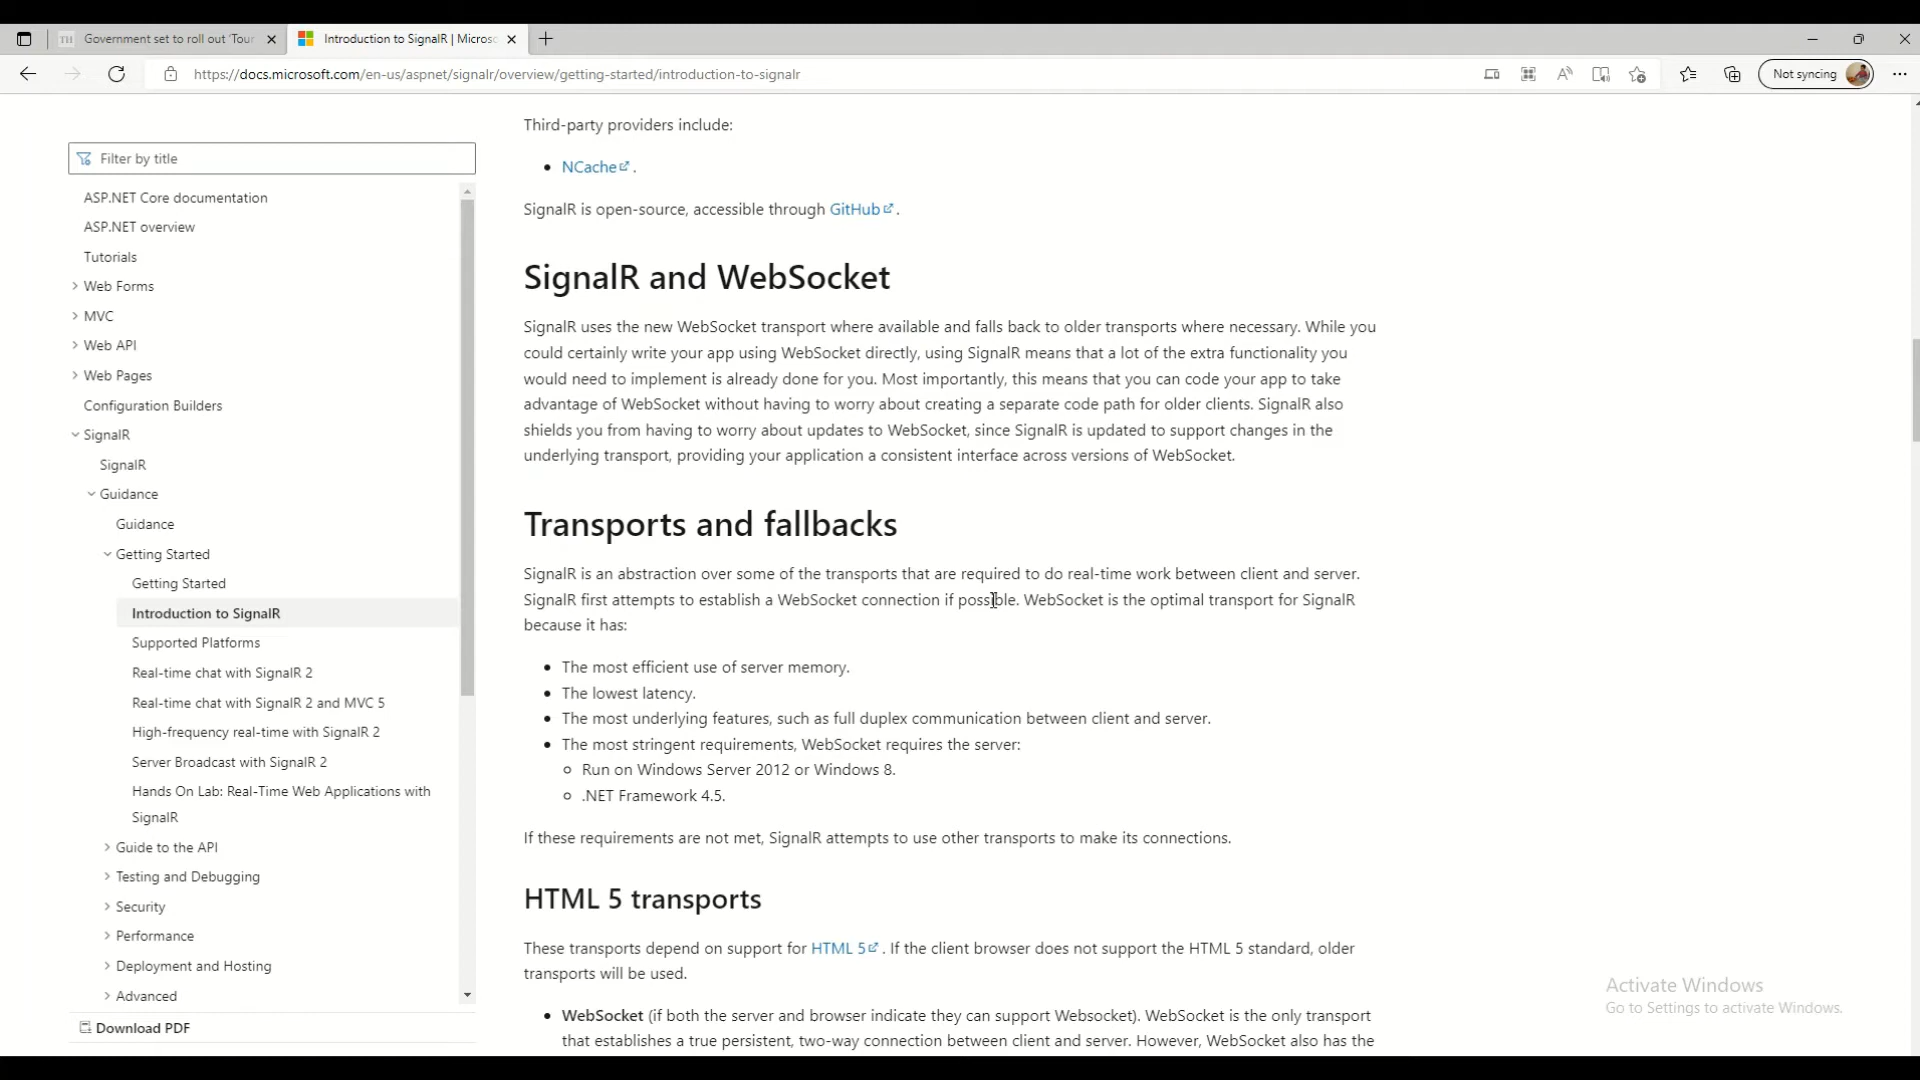 Government set to roll out 'Tour
Introduction to SignalR | Micros
https://docs.microsoft.com/en-us/aspnet/signalr/overview/getting-started/introduction-to-signalr
Not syncing
Filter by title
ASP.NET Core documentation
ASP.NET overview
Tutorials
Web Forms
MVC
Web API
Web Pages
Configuration Builders
SignalR
SignalR
Guidance
Guidance
Getting Started
Getting Started
Introduction to SignalR
Supported Platforms
Real-time chat with SignalR 2
Real-time chat with SignalR 2 and MVC 5
High-frequency real-time with SignalR 2
Server Broadcast with SignalR 2
Hands On Lab: Real-Time Web Applications with
SignalR
Guide to the API
Testing and Debugging
Security
Performance
Deployment and Hosting
Advanced
Download PDF
Third-party providers include:
NCache.
SignalR is open-source, accessible through GitHub.
SignalR and WebSocket
SignalR uses the new WebSocket transport where available and falls back to older transports where necessary. While you
could certainly write your app using WebSocket directly, using SignalR means that a lot of the extra functionality you
would need to implement is already done for you. Most importantly, this means that you can code your app to take
advantage of WebSocket without having to worry about creating a separate code path for older clients. SignalR also
shields you from having to worry about updates to WebSocket, since SignalR is updated to support changes in the
underlying transport, providing your application a consistent interface across versions of WebSocket.
Transports and fallbacks
SignalR is an abstraction over some of the transports that are required to do real-time work between client and server.
SignalR first attempts to establish a WebSocket connection if possible. WebSocket is the optimal transport for SignalR
because it has:
The most efficient use of server memory.
The lowest latency.
The most underlying features, such as full duplex communication between client and server.
The most stringent requirements, WebSocket requires the server:
Run on Windows Server 2012 or Windows 8.
.NET Framework 4.5.
If these requirements are not met, SignalR attempts to use other transports to make its connections.
HTML 5 transports
These transports depend on support for HTML 5. If the client browser does not support the HTML 5 standard, older
transports will be used.
WebSocket (if both the server and browser indicate they can support Websocket). WebSocket is the only transport
that establishes a true persistent, two-way connection between client and server. However, WebSocket also has the
Activate Windows
Go to Settings to activate Windows.